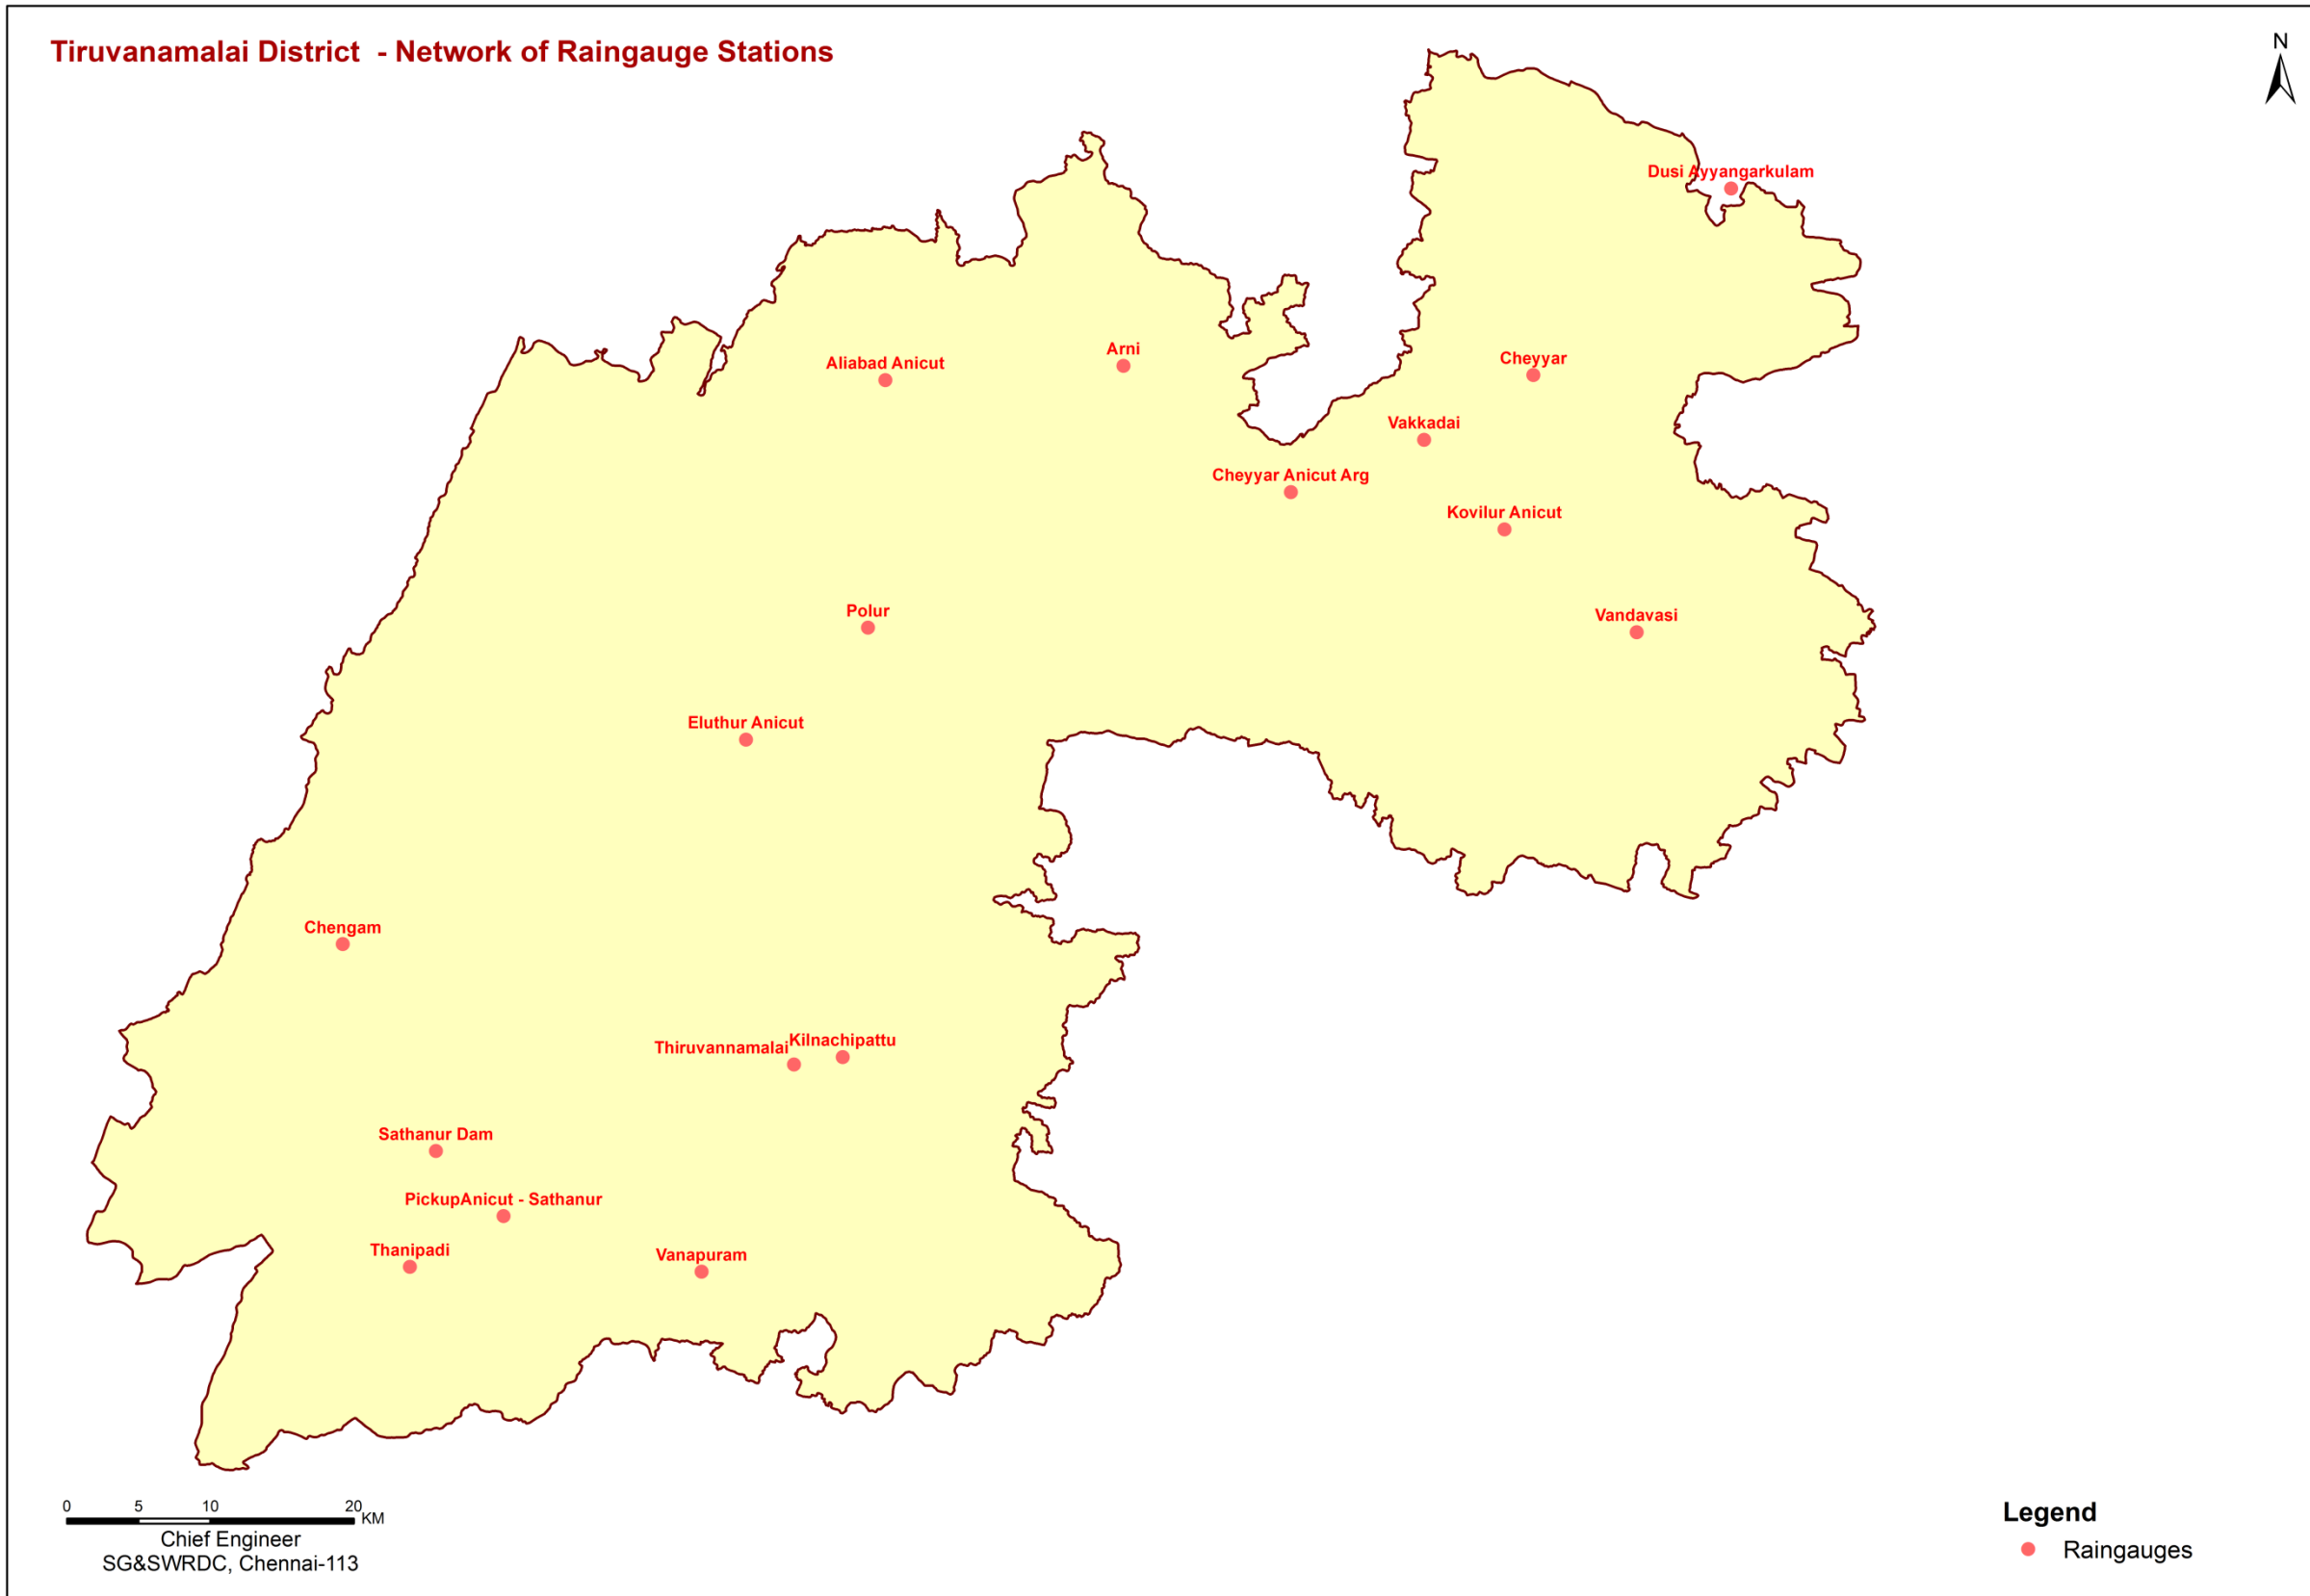 Tiruvanamalai District - Network of Raingauge Stations
N
Dusi Ayyangarkulam
Arni
Cheyyar
Aliabad Anicut
Vakkadai
Cheyyar Anicut Arg
Kovilur Anicut
Polur
Vandavasi
Eluthur Anicut
Chengam
Kilnachipattu
Thiruvannamalai
Sathanur Dam
PickupAnicut - Sathanur
Thanipadi
Vanapuram
0 5 10 20
KM
Chief Engineer
SG&SWRDC, Chennai-113
Legend
Raingauges